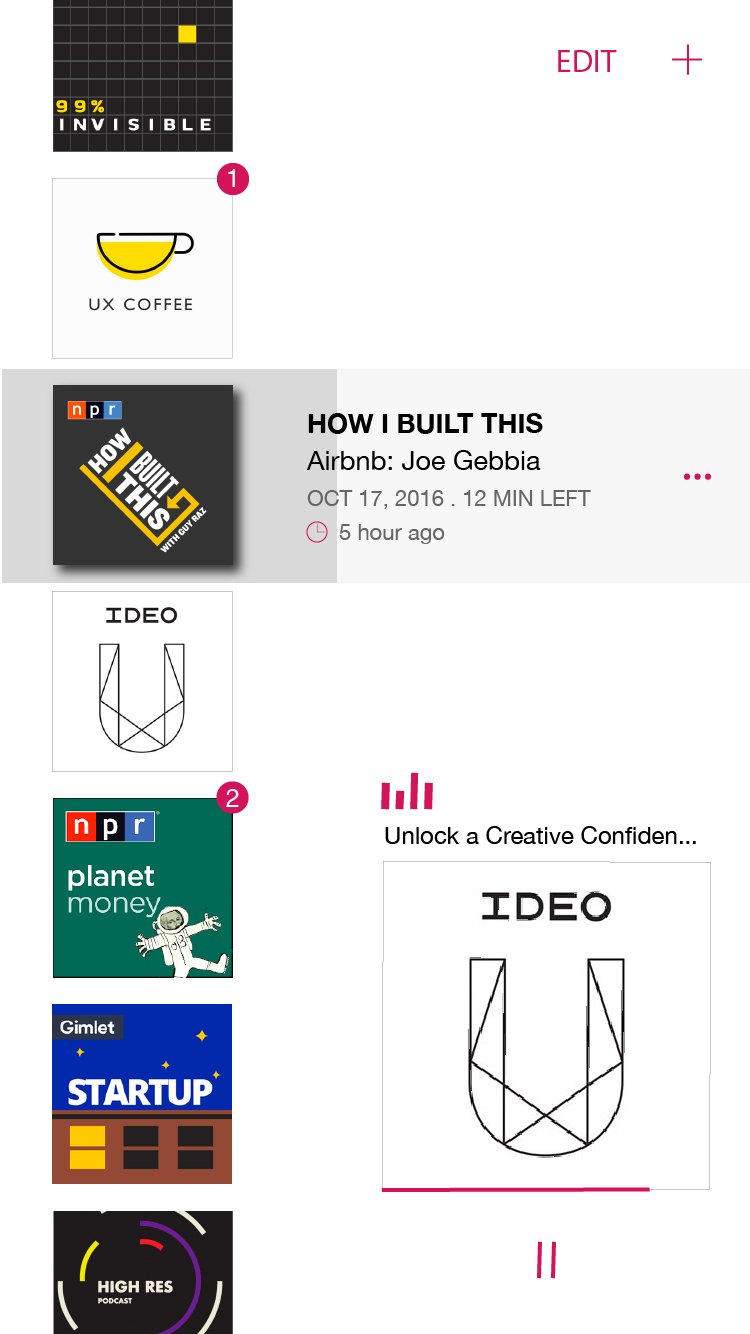 EDIT
99%
INVISIBLE
1
UX COFFEE
npr
HOW
I BUILT
THIS
WITH GUY RAZ
HOW I BUILT THIS
Airbnb: Joe Gebbia
OCT 17, 2016 . 12 MIN LEFT
5 hour ago
IDEO
2
npr
planet
money
Unlock a Creative Confiden...
IDEO
Gimlet
STARTUP
HIGH RES
PODCAST